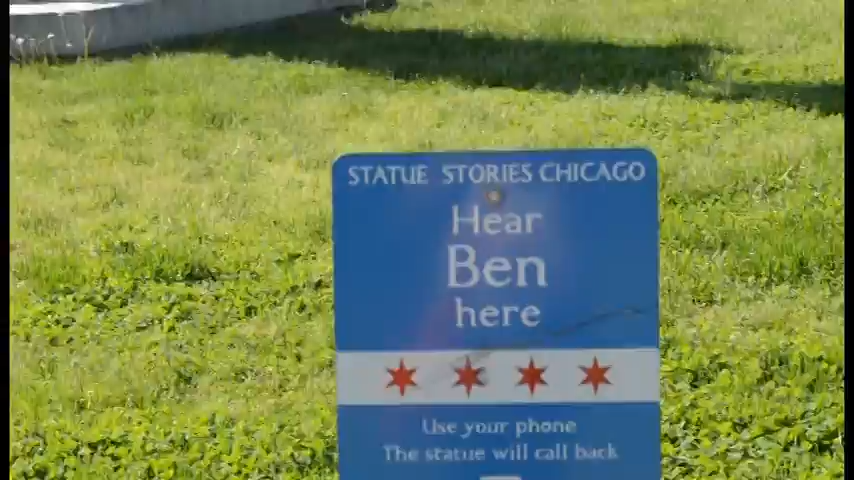 STATUE STORIES CHICAGO
Hear
Ben
here
Use your phone
The statue will call back